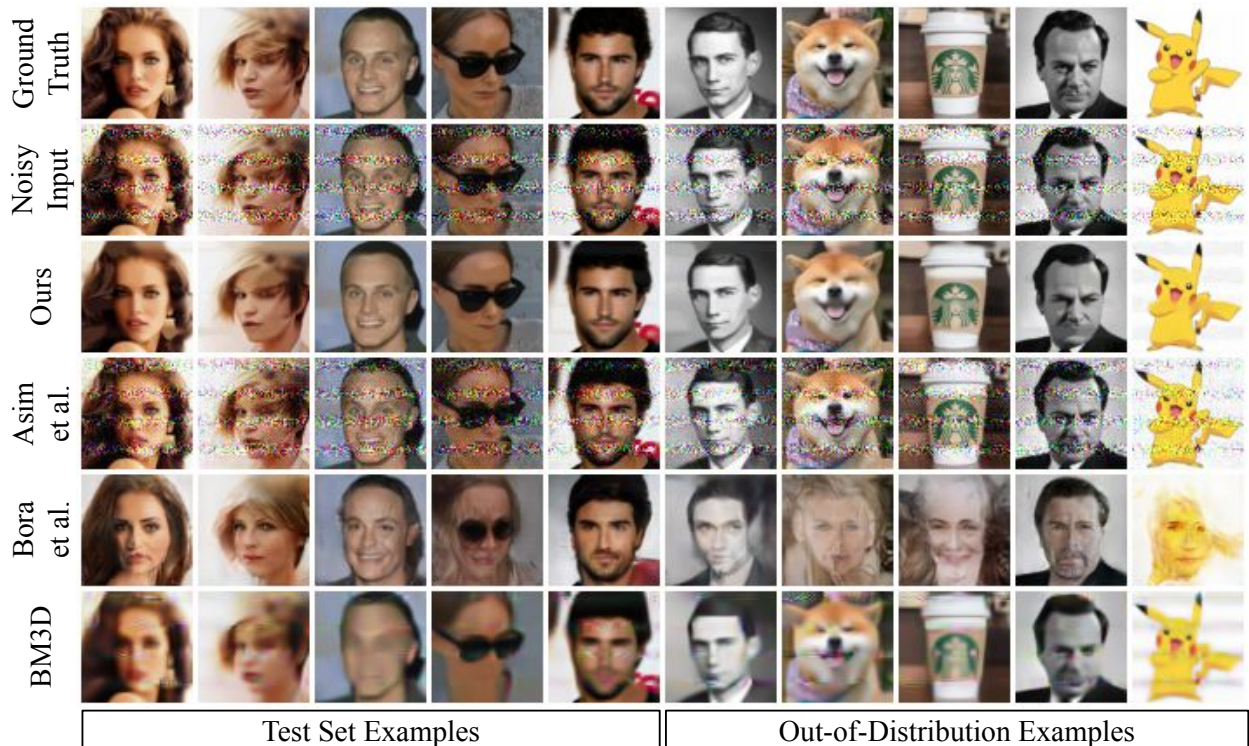 Ground
Truth
Noisy
Input
Ours
Asim
et al.
Bora
et al.
BM3D
Test Set Examples
Out-of-Distribution Examples